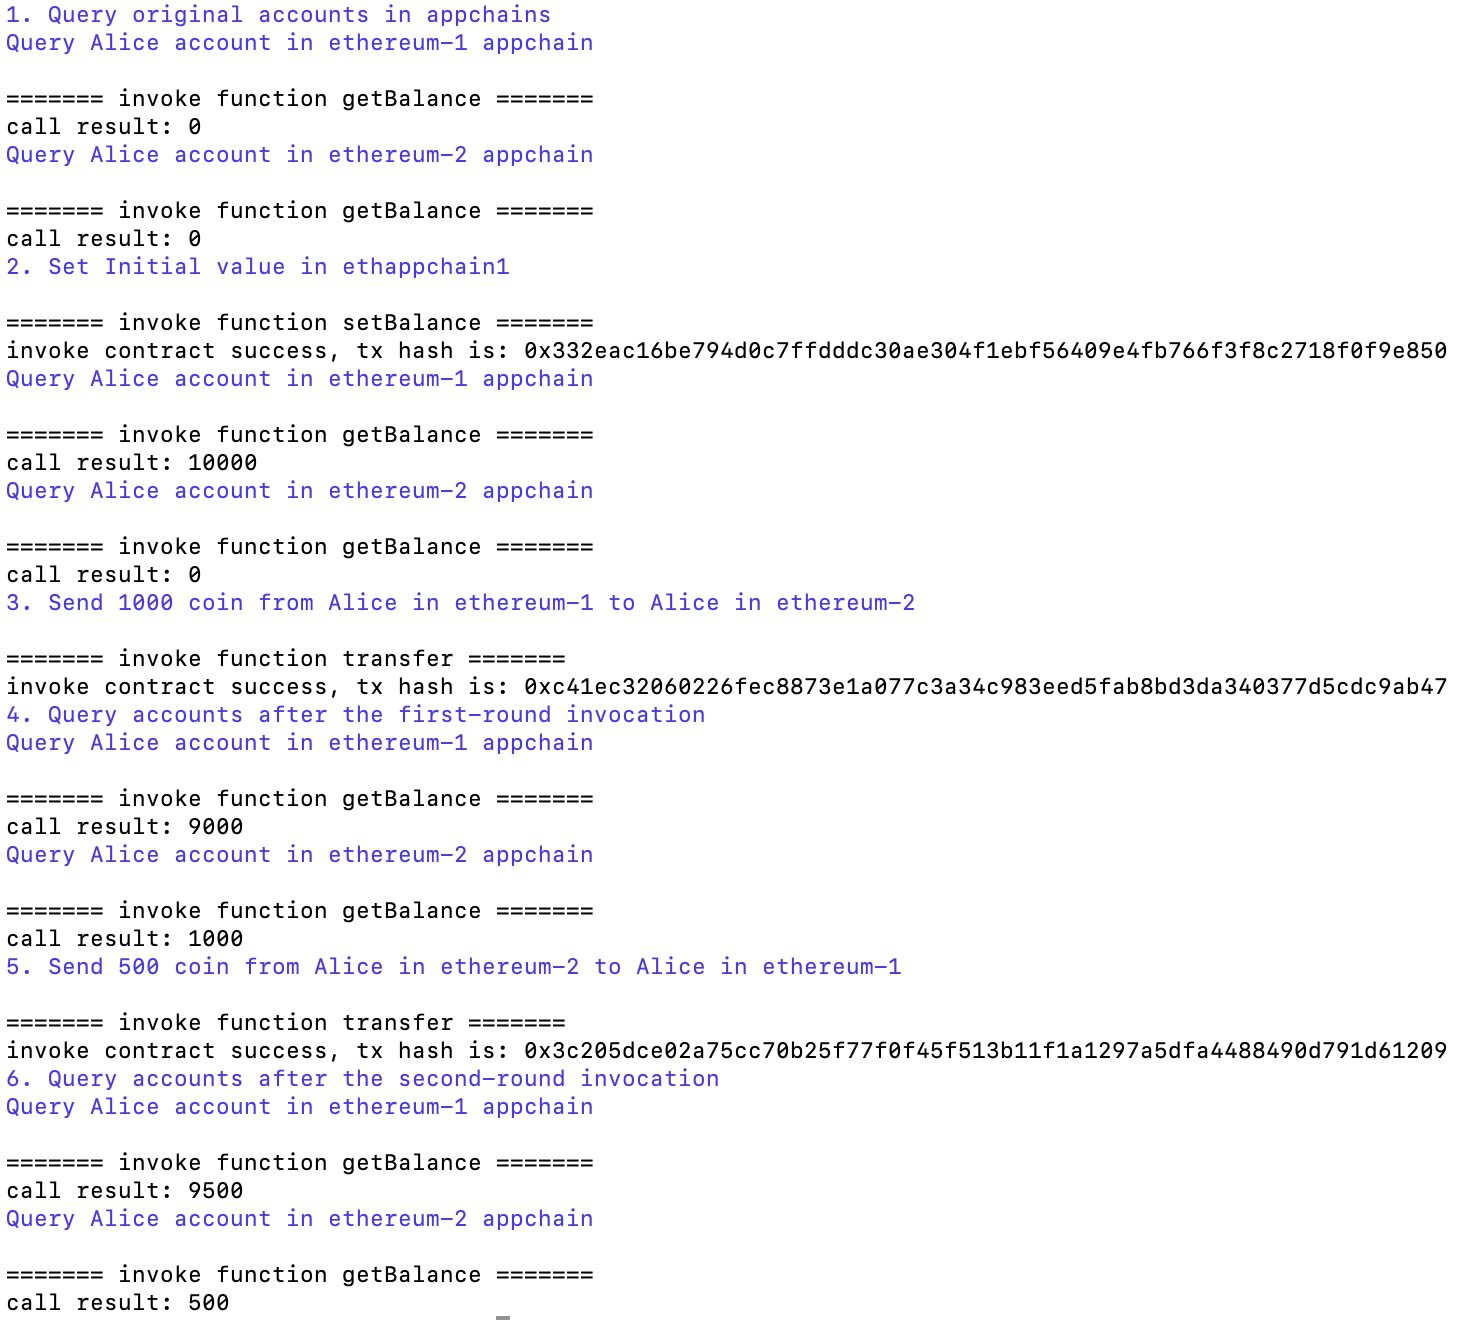 1. Query original accounts in appchains
Query Alice account in ethereum-1 appchain
======= invoke function getBalance =======
call result: 0
Query Alice account in ethereum-2 appchain
======= invoke function getBalance =======
call result: 0
2. Set Initial value in ethappchain1
======= invoke function setBalance =======
invoke contract success, tx hash is: 0x332eac16be794d0c7ffdddc30ae304f1ebf56409e4fb766f3f8c2718f0f9e850
Query Alice account in ethereum-1 appchain
======= invoke function getBalance =======
call result: 10000
Query Alice account in ethereum-2 appchain
======= invoke function getBalance =======
call result: 0
3. Send 1000 coin from Alice in ethereum-1 to Alice in ethereum-2
======= invoke function transfer =======
invoke contract success, tx hash is: 0xc41ec32060226fec8873e1a077c3a34c983eed5fab8bd3da340377d5cdc9ab47
4. Query accounts after the first-round invocation
Query Alice account in ethereum-1 appchain
======= invoke function getBalance =======
call result: 9000
Query Alice account in ethereum-2 appchain
======= invoke function getBalance =======
call result: 1000
5. Send 500 coin from Alice in ethereum-2 to Alice in ethereum-1
======= invoke function transfer =======
invoke contract success, tx hash is: 0x3c205dce02a75cc70b25f77f0f45f513b11f1a1297a5dfa4488490d791d61209
6. Query accounts after the second-round invocation
Query Alice account in ethereum-1 appchain
======= invoke function getBalance =======
call result: 9500
Query Alice account in ethereum-2 appchain
======= invoke function getBalance =======
call result: 500